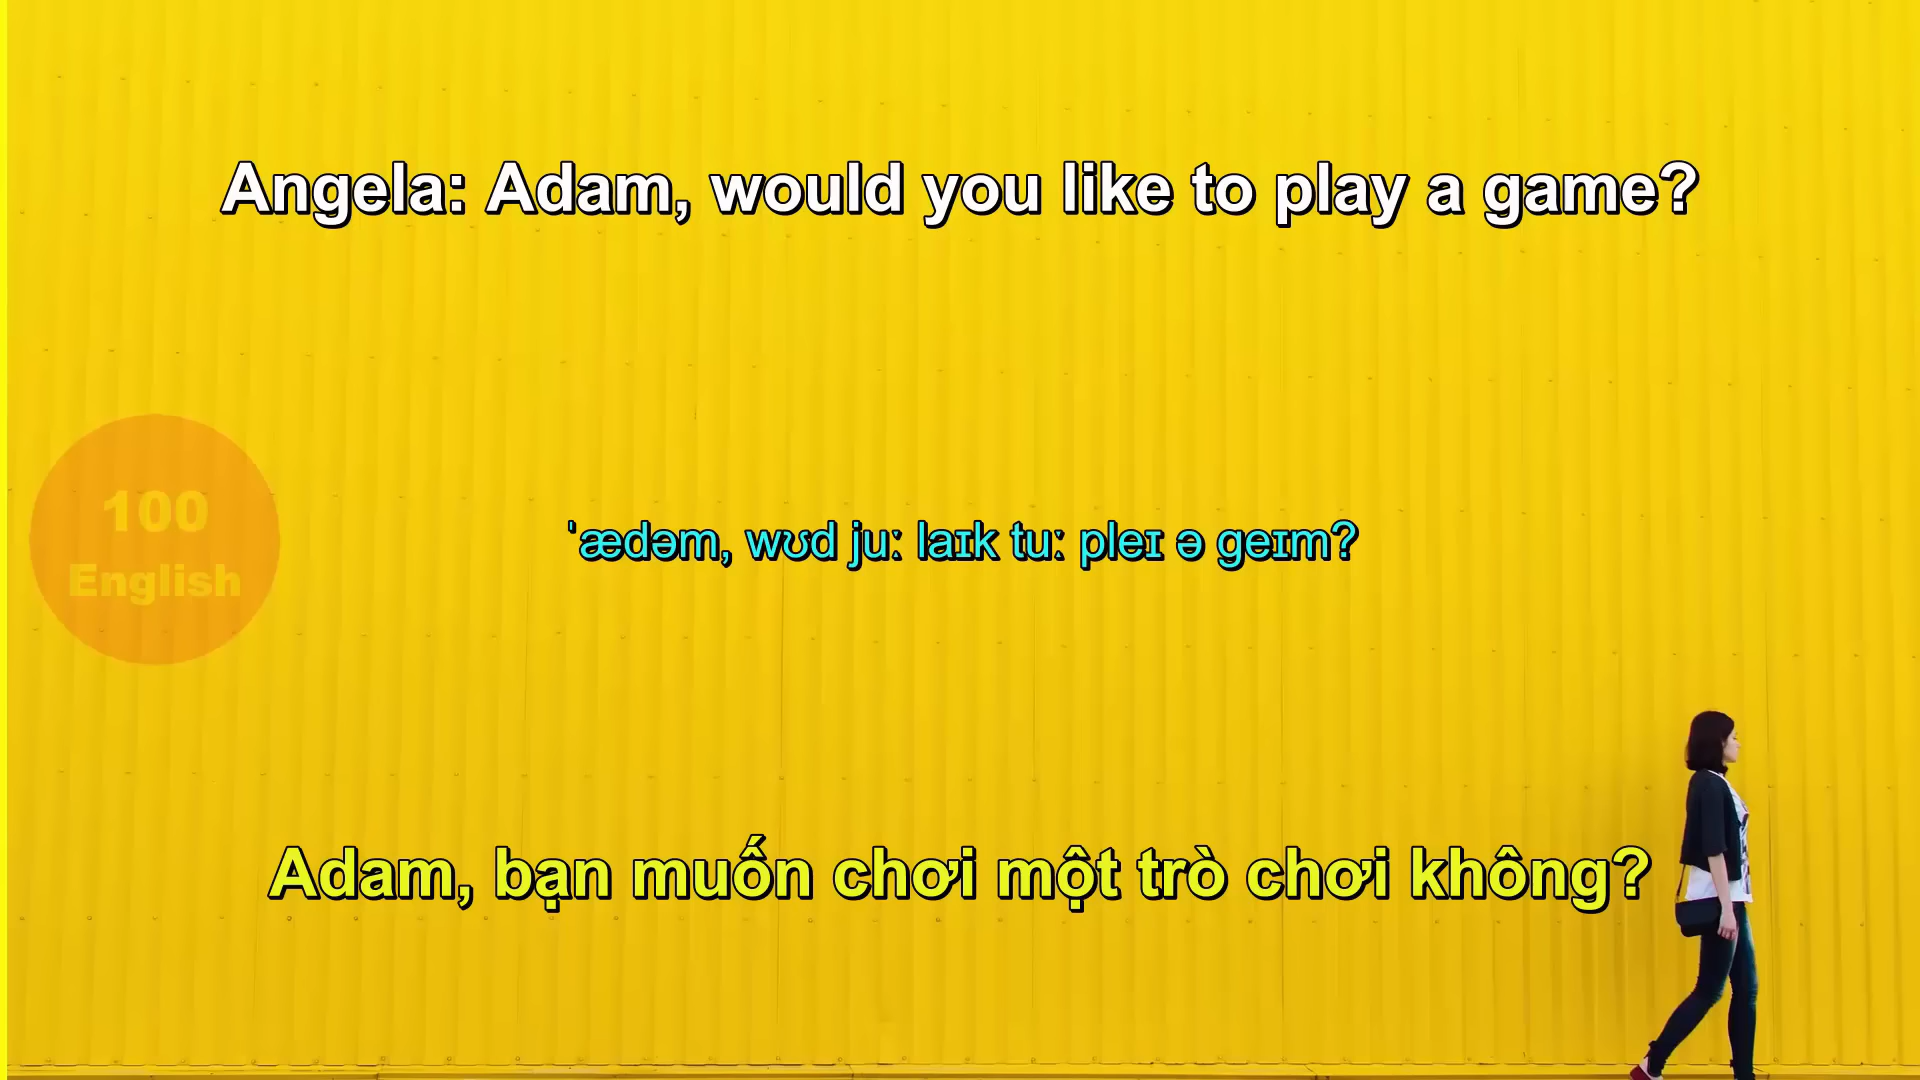 Angela: Adam, would you like to play a game?
100
English
ˈædəm, wʊd juː laɪk tuː pleɪ ə geɪm?
Adam, bạn muốn chơi một trò chơi không?